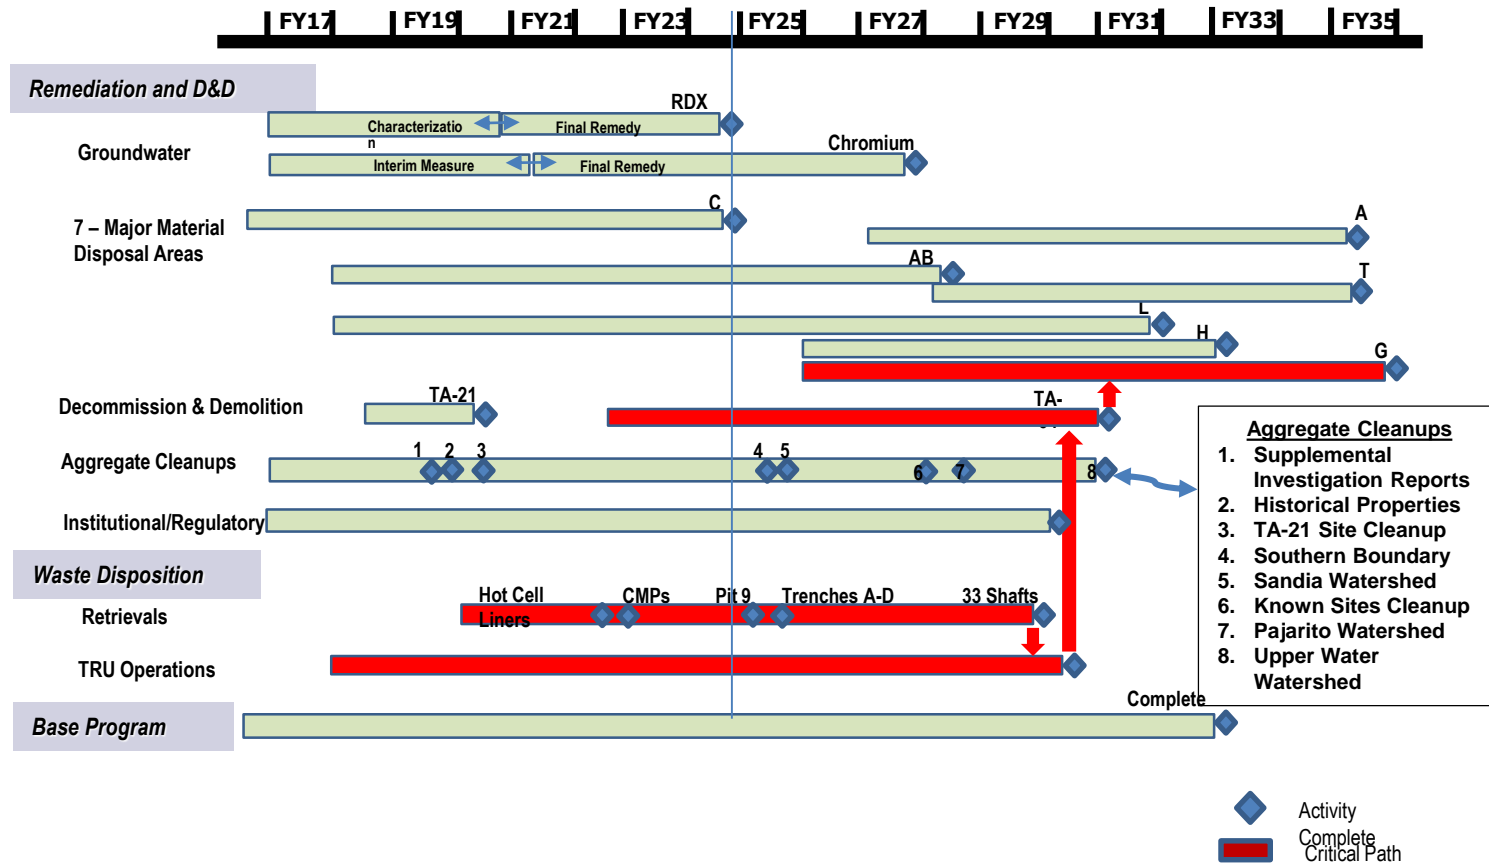 FY17 FY19 FY21 FY23 FY25 FY27 FY29 FY31 FY33 FY35
Remediation and D&D
RDX
Characterizatio
n
Final Remedy
Groundwater
Chromium
Interim Measure
Final Remedy
C
7 – Major Material
Disposal Areas
A
AB
T
L
H
G
Decommission & Demolition
TA-21
TA-
Aggregate Cleanups
1 2 3 4 5 6 7 8
Institutional/Regulatory
Waste Disposition
Retrievals
Hot Cell
Liners
CMPs
Pit 9
Trenches A-D
33 Shafts
TRU Operations
Base Program
Complete
Aggregate Cleanups
1. Supplemental
Investigation Reports
2. Historical Properties
3. TA-21 Site Cleanup
4. Southern Boundary
5. Sandia Watershed
6. Known Sites Cleanup
7. Pajarito Watershed
8. Upper Water
Watershed
Activity
Complete
Critical Path